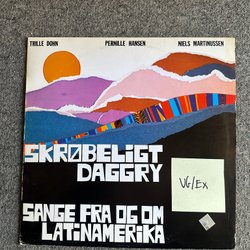 TRILLE DOHN PERNILLE HANSEN NIELS MARTINUSSEN
SKRØBELIGT
DAGGRY
VG/EX
SANGE FRA OG OM
LATINAMERIKA